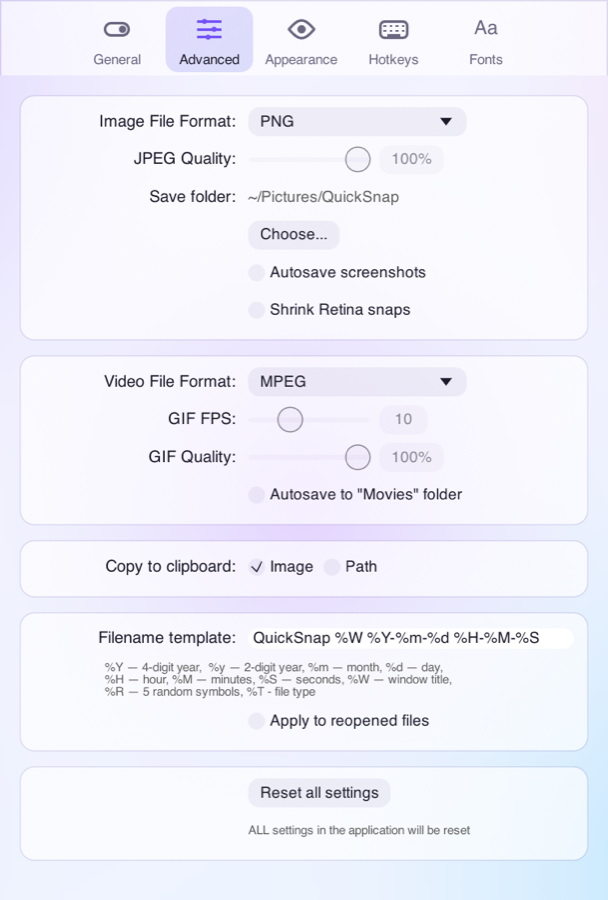 General
Advanced
Appearance
Hotkeys
Aa
Fonts
Image File Format: PNG
JPEG Quality: 100%
Save folder: ~/Pictures/QuickSnap
Choose...
Autosave screenshots
Shrink Retina snaps
Video File Format: MPEG
GIF FPS: 10
GIF Quality: 100%
Autosave to "Movies" folder
Copy to clipboard: Image Path
Filename template: QuickSnap %W %Y-%m-%d %H-%M-%S
%Y — 4-digit year, %y — 2-digit year, %m — month, %d — day,
%H — hour, %M — minutes, %S — seconds, %W — window title,
%R — 5 random symbols, %T - file type
Apply to reopened files
Reset all settings
ALL settings in the application will be reset